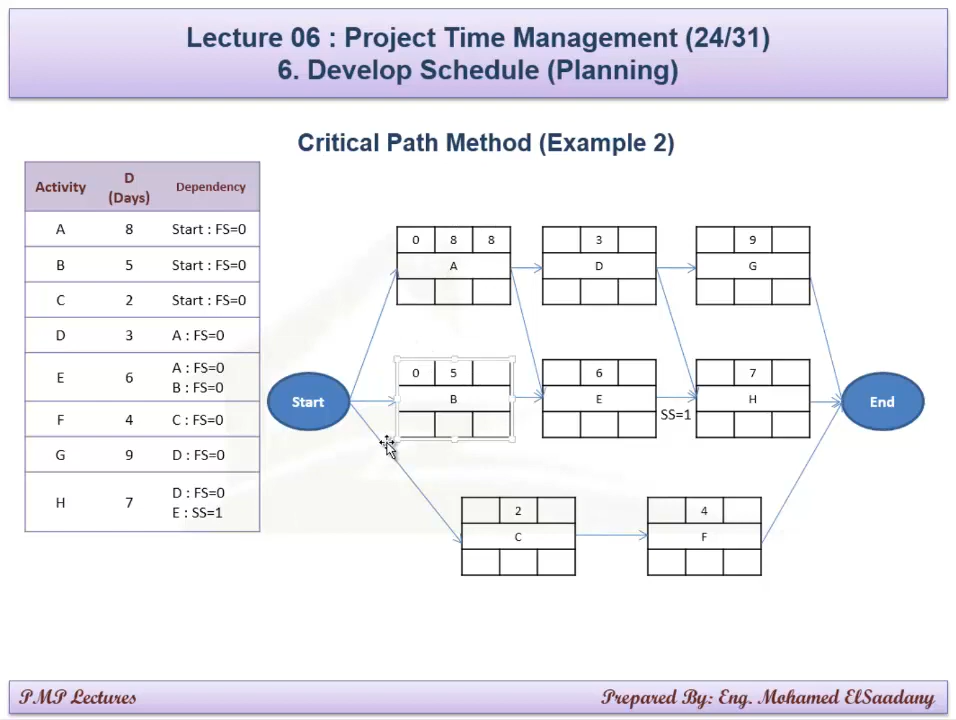 Lecture 06 : Project Time Management (24/31)
6. Develop Schedule (Planning)
Critical Path Method (Example 2)
Activity D (Days) Dependency
A 8 Start : FS=0
B 5 Start : FS=0
C 2 Start : FS=0
D 3 A : FS=0
E 6 A : FS=0
B : FS=0
F 4 C : FS=0
G 9 D : FS=0
H 7 D : FS=0
E : SS=1
Start
0 8 8
A
3
D
9
G
0 5
B
6
E
SS=1
7
H
End
2
C
4
F
PMP Lectures
Prepared By: Eng. Mohamed ElSaadany